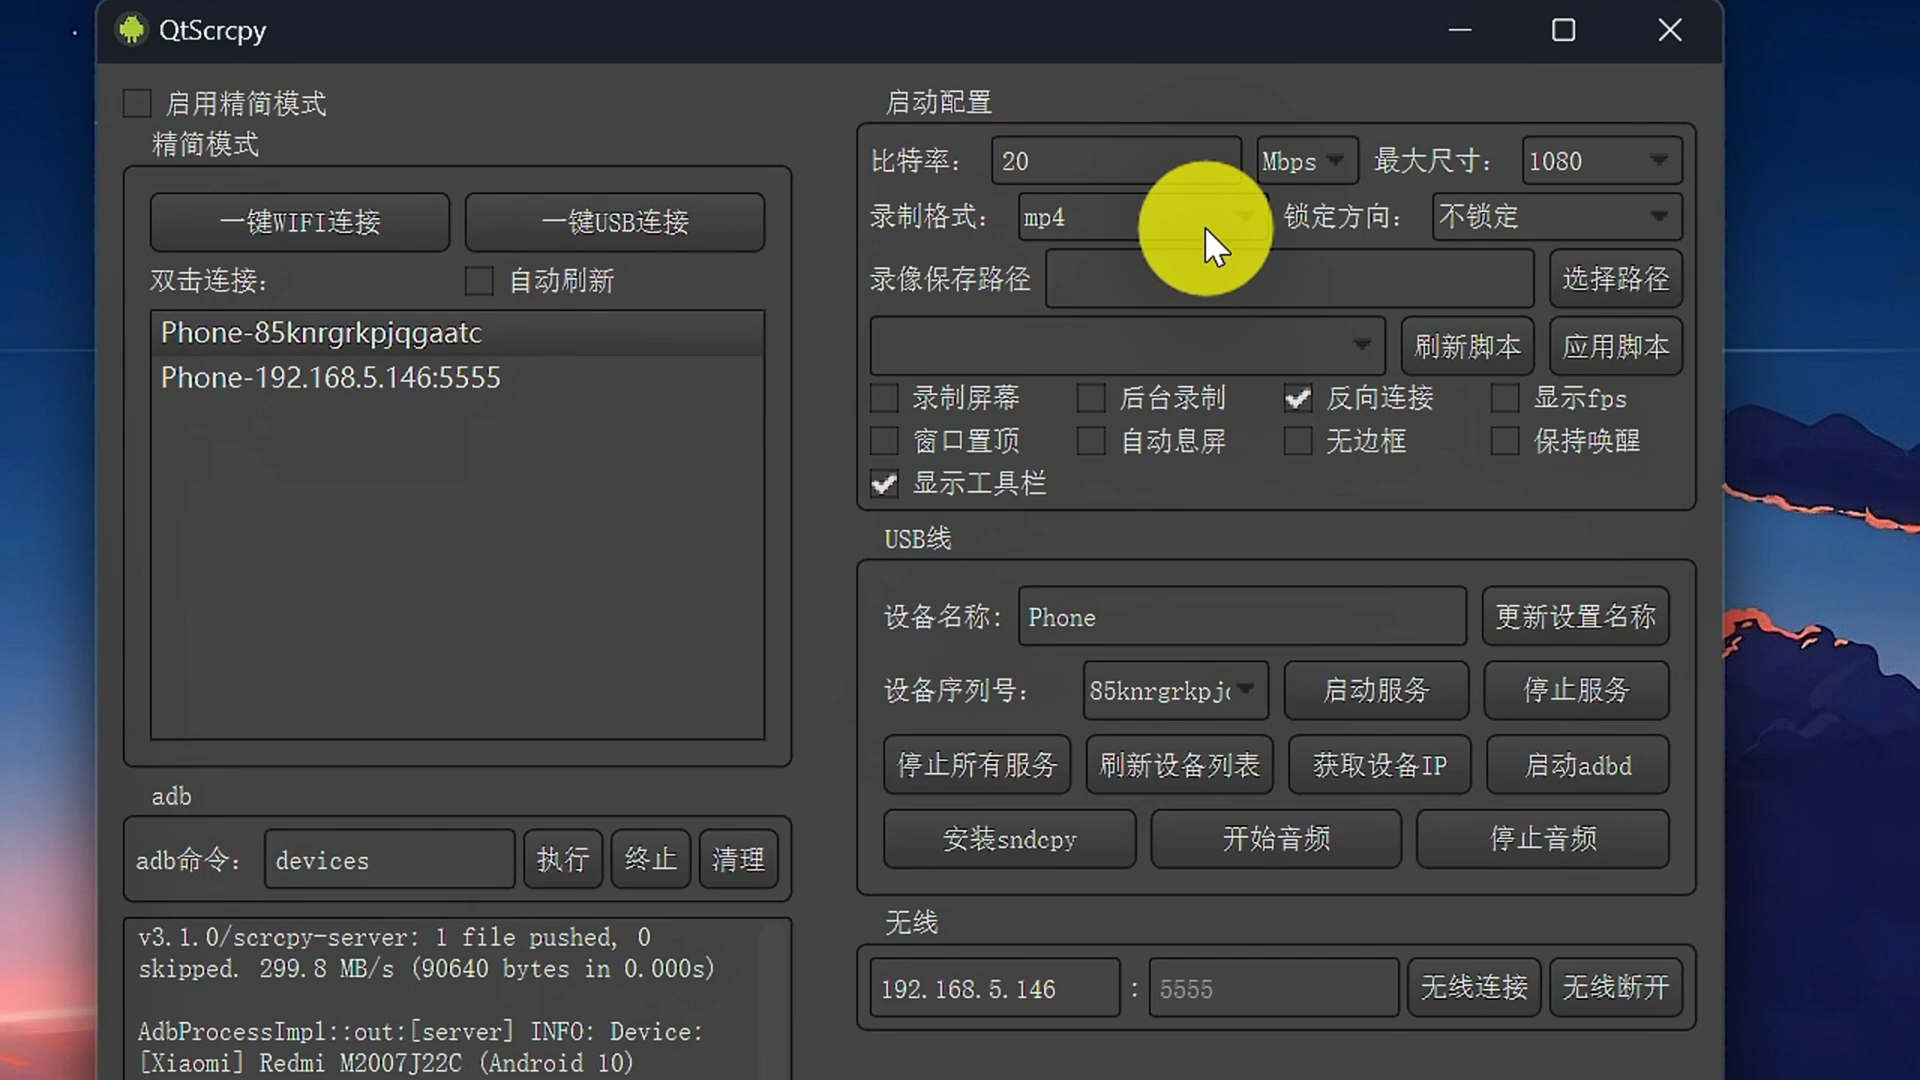 QtScrcpy
启用精简模式
精简模式
一键WIFI连接 一键USB连接
双击连接： 自动刷新
Phone-85knrgrkpjqgaatc
Phone-192.168.5.146:5555
adb
adb命令： devices 执行 终止 清理
v3.1.0/scrcpy-server: 1 file pushed, 0
skipped. 299.8 MB/s (90640 bytes in 0.000s)
AdbProcessImpl::out:[server] INFO: Device:
[Xiaomi] Redmi M2007J22C (Android 10)
启动配置
比特率： 20 Mbps 最大尺寸： 1080
录制格式： mp4 锁定方向： 不锁定
录像保存路径 选择路径
刷新脚本 应用脚本
录制屏幕 后台录制 反向连接 显示fps
窗口置顶 自动息屏 无边框 保持唤醒
显示工具栏
USB线
设备名称： Phone 更新设置名称
设备序列号： 85knrgrkpj 启动服务 停止服务
停止所有服务 刷新设备列表 获取设备IP 启动adbd
安装sndcpy 开始音频 停止音频
无线
192.168.5.146 : 5555 无线连接 无线断开